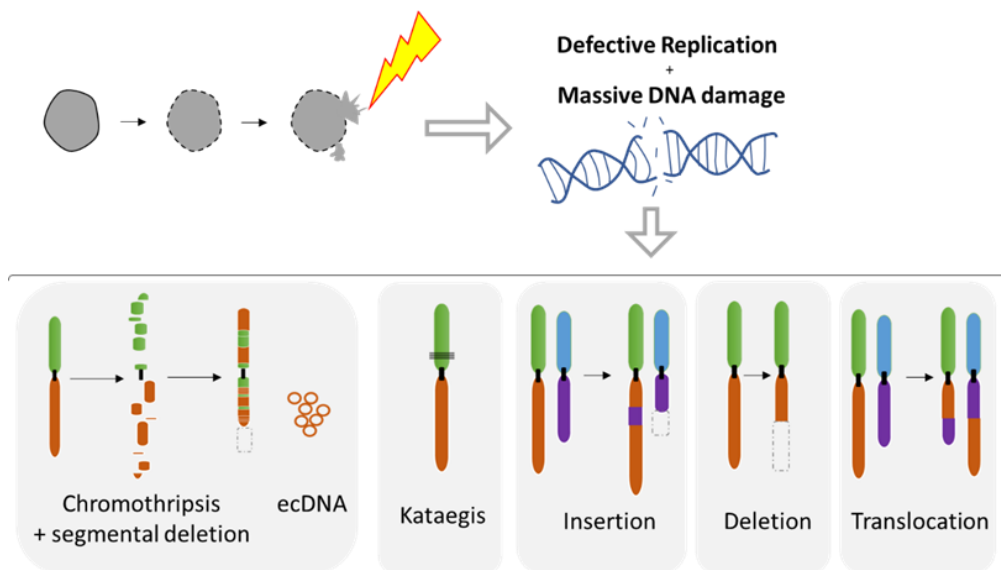 Defective Replication
+
Massive DNA damage
Chromothripsis
+ segmental deletion
ecDNA
Kataegis
Insertion
Deletion
Translocation